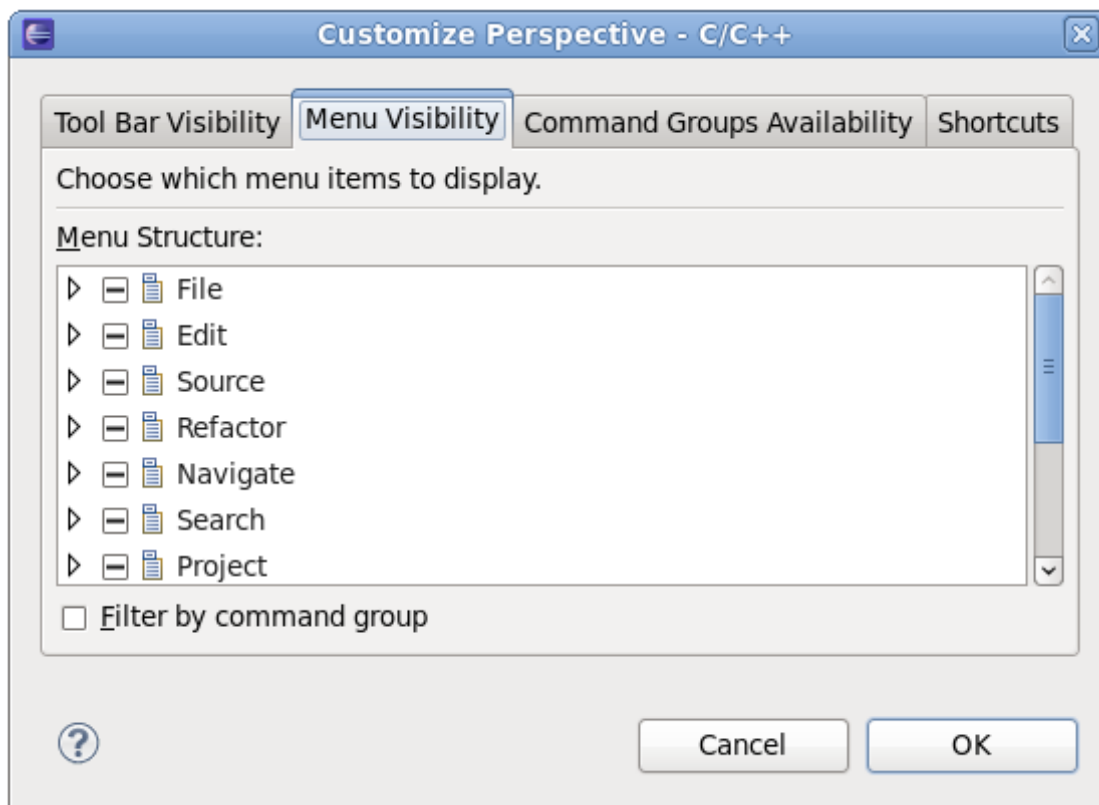 Customize Perspective - C/C++
Tool Bar Visibility Menu Visibility Command Groups Availability Shortcuts
Choose which menu items to display.
Menu Structure:
File
Edit
Source
Refactor
Navigate
Search
Project
Filter by command group
? Cancel OK